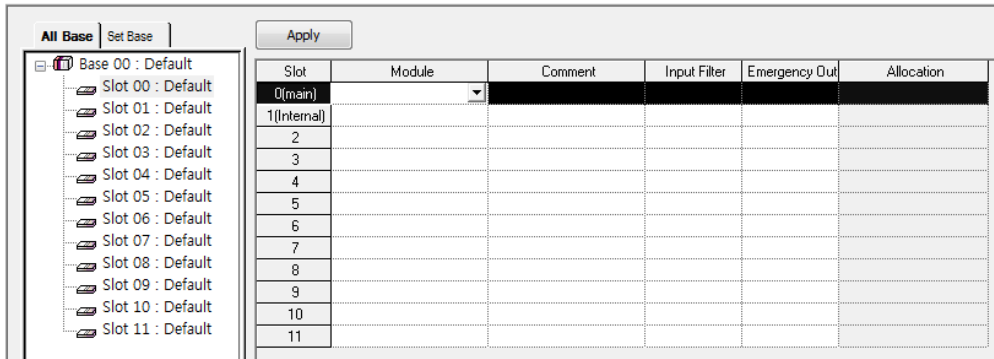 All Base Set Base Apply
Base 00 : Default
Slot 00 : Default
Slot 01 : Default
Slot 02 : Default
Slot 03 : Default
Slot 04 : Default
Slot 05 : Default
Slot 06 : Default
Slot 07 : Default
Slot 08 : Default
Slot 09 : Default
Slot 10 : Default
Slot 11 : Default
Slot Module Comment Input Filter Emergency Out Allocation
0(main)
1(Internal)
2
3
4
5
6
7
8
9
10
11